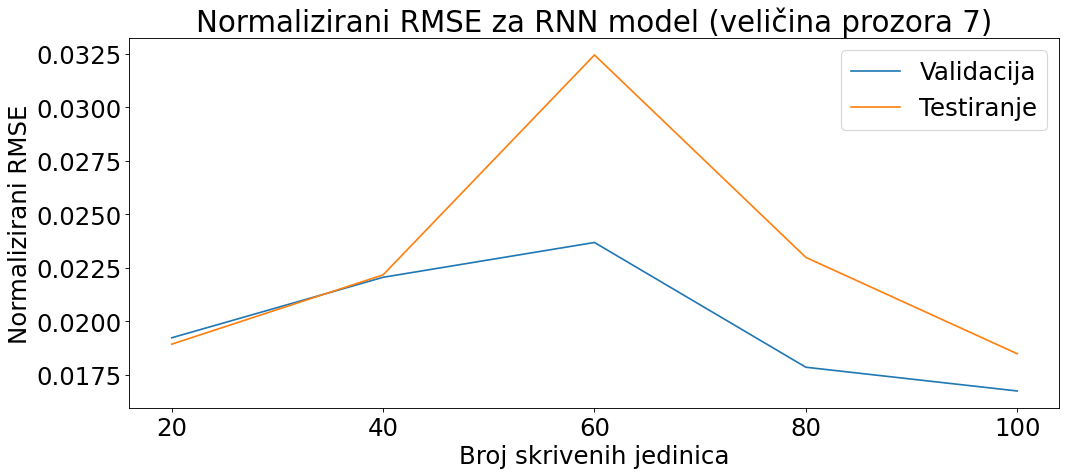 Normalizirani RMSE za RNN model (veličina prozora 7)
Normalizirani RMSE
0.0325
0.0300
0.0275
0.0250
0.0225
0.0200
0.0175
Validacija
Testiranje
20 40 60 80 100
Broj skrivenih jedinica